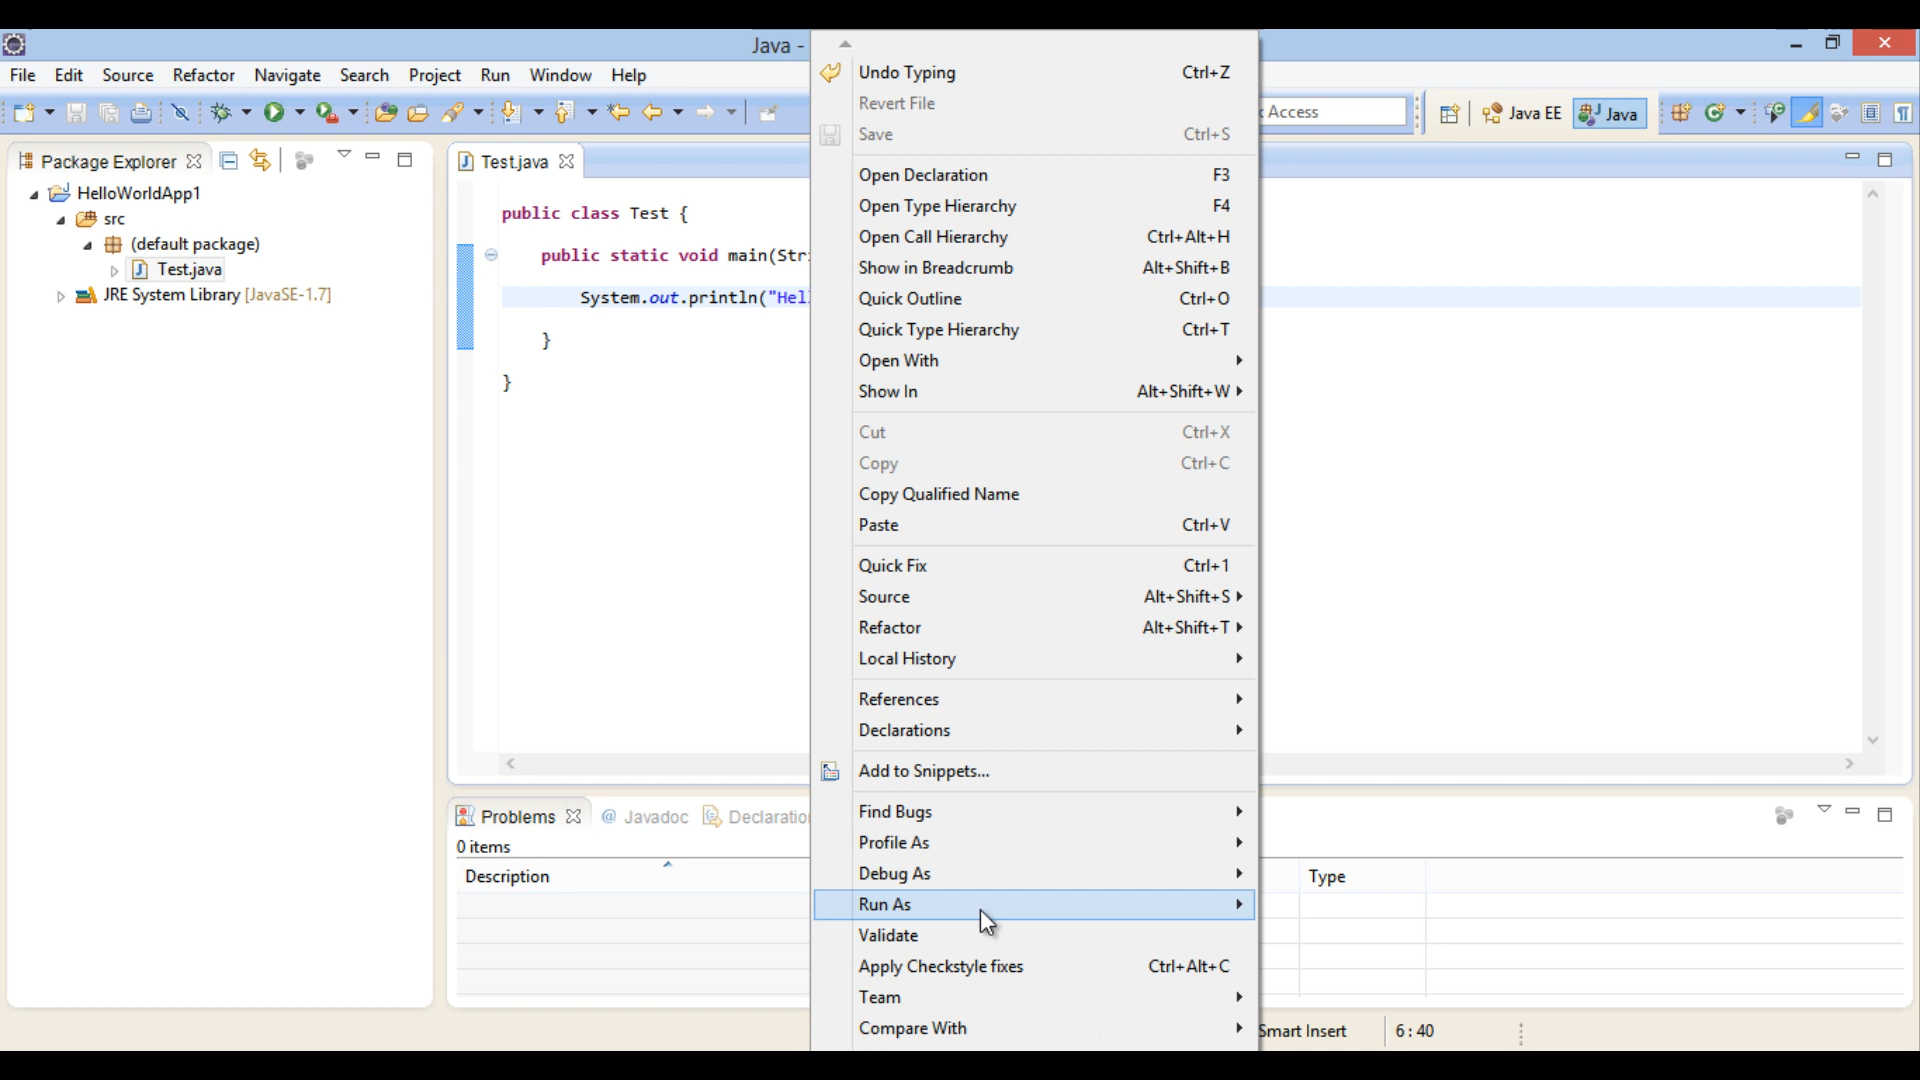 Java -
File Edit Source Refactor Navigate Search Project Run Window Help
Access
Java EE
Java
Package Explorer
HelloWorldApp1
src
(default package)
Test.java
JRE System Library [JavaSE-1.7]
Test.java
public class Test {
public static void main(Str
System.out.println("Hel
}
}
Undo Typing Ctrl+Z
Revert File
Save Ctrl+S
Open Declaration F3
Open Type Hierarchy F4
Open Call Hierarchy Ctrl+Alt+H
Show in Breadcrumb Alt+Shift+B
Quick Outline Ctrl+O
Quick Type Hierarchy Ctrl+T
Open With
Show In Alt+Shift+W
Cut Ctrl+X
Copy Ctrl+C
Copy Qualified Name
Paste Ctrl+V
Quick Fix Ctrl+1
Source Alt+Shift+S
Refactor Alt+Shift+T
Local History
References
Declarations
Add to Snippets...
Find Bugs
Profile As
Debug As
Run As
Validate
Apply Checkstyle fixes Ctrl+Alt+C
Team
Compare With
Problems @ Javadoc Declaratio
0 items
Description Type
Smart Insert 6:40